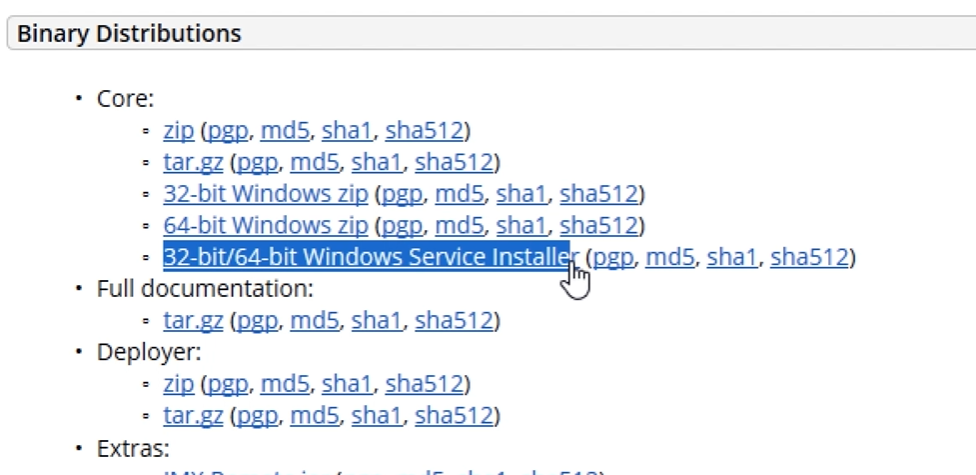 Binary Distributions
• Core:
▫ zip (pgp, md5, sha1, sha512)
▫ tar.gz (pgp, md5, sha1, sha512)
▫ 32-bit Windows zip (pgp, md5, sha1, sha512)
▫ 64-bit Windows zip (pgp, md5, sha1, sha512)
▫ 32-bit/64-bit Windows Service Installer (pgp, md5, sha1, sha512)
• Full documentation:
▫ tar.gz (pgp, md5, sha1, sha512)
• Deployer:
▫ zip (pgp, md5, sha1, sha512)
▫ tar.gz (pgp, md5, sha1, sha512)
• Extras: